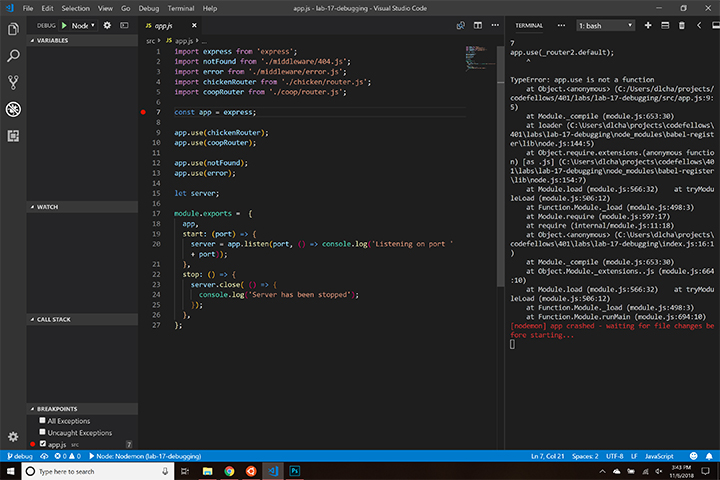 File Edit Selection View Go Debug Terminal Help
app.js - lab-17-debugging - Visual Studio Code
DEBUG Node
VARIABLES
WATCH
CALL STACK
BREAKPOINTS
All Exceptions
Uncaught Exceptions
app.js src 7
JS app.js
src › JS app.js › ...
1 import express from 'express';
2 import notFound from './middleware/404.js';
3 import error from './middleware/error.js';
4 import chickenRouter from './chicken/router.js';
5 import coopRouter from './coop/router.js';
6
7 const app = express;
8
9 app.use(chickenRouter);
10 app.use(coopRouter);
11
12 app.use(notFound);
13 app.use(error);
14
15 let server;
16
17 module.exports = {
18 app,
19 start: (port) => {
20 server = app.listen(port, () => console.log('Listening on port '
+ port));
21 },
22 stop: () => {
23 server.close( () => {
24 console.log('Server has been stopped');
25 });
26 },
27 };
TERMINAL ... 1: bash
7
app.use(_router2.default);
^
TypeError: app.use is not a function
at Object.<anonymous> (C:/Users/dlcha/projects/
codefellows/401/labs/lab-17-debugging/src/app.js:9:
5)
at Module._compile (module.js:653:30)
at loader (C:\Users\dlcha\projects\codefellows\
401\labs\lab-17-debugging\node_modules\babel-regist
er\lib\node.js:144:5)
at Object.require.extensions.(anonymous functio
n) [as .js] (C:\Users\dlcha\projects\codefellows\40
1\labs\lab-17-debugging\node_modules\babel-register
\lib\node.js:154:7)
at Module.load (module.js:566:32) at tryModu
leLoad (module.js:506:12)
at Function.Module._load (module.js:498:3)
at Module.require (module.js:597:17)
at require (internal/module.js:11:18)
at Object.<anonymous> (C:/Users/dlcha/projects/
codefellows/401/labs/lab-17-debugging/index.js:16:1
)
at Module._compile (module.js:653:30)
at Object.Module._extensions..js (module.js:664
:10)
at Module.load (module.js:566:32) at tryModu
leLoad (module.js:506:12)
at Function.Module._load (module.js:498:3)
at Function.Module.runMain (module.js:694:10)
[nodemon] app crashed - waiting for file changes be
fore starting...
debug 0 0 Node: Nodemon (lab-17-debugging) Ln 7, Col 21 Spaces: 2 UTF-8 LF JavaScript
Type here to search
3:43 PM
11/5/2018